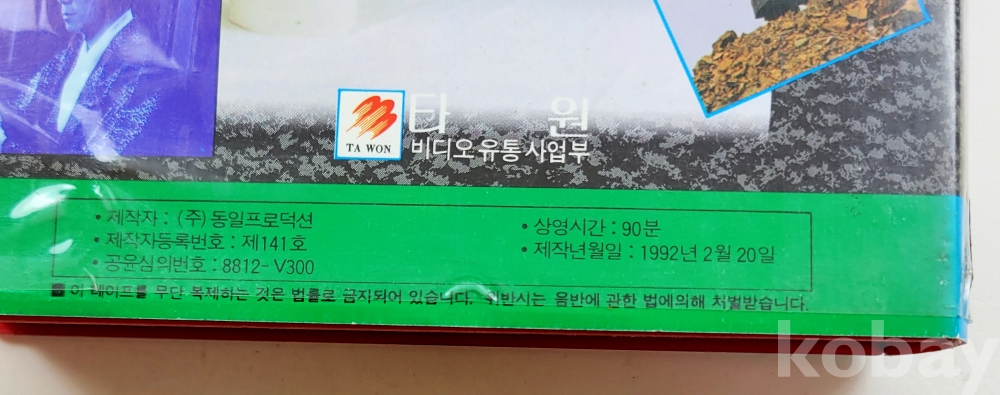 타 원
TA WON
비디오 유통 사업부
• 제작자 : (주) 동일프로덕션
• 제작자등록번호 : 제141호
• 공윤심의번호 : 8812-V300
• 상영시간 : 90분
• 제작년월일 : 1992년 2월 20일
이 테이프를 무단 복제하는 것은 법률로 금지되어 있습니다. 위반시는 음반에 관한 법에의해 처벌받습니다.
kobay